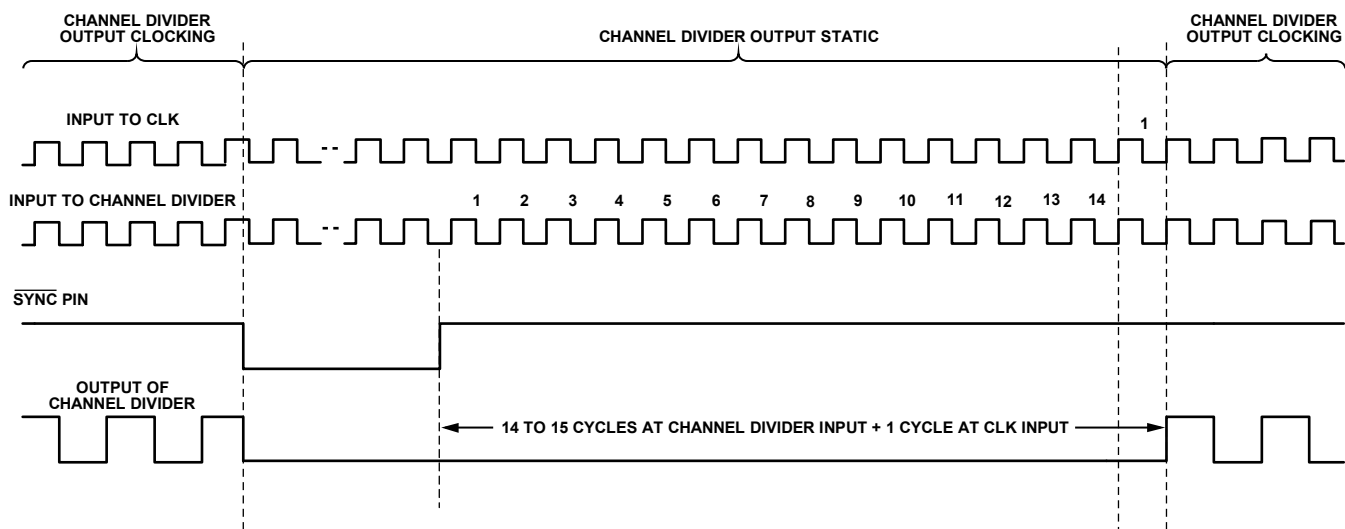 CHANNEL DIVIDER
OUTPUT CLOCKING
CHANNEL DIVIDER OUTPUT STATIC
CHANNEL DIVIDER
OUTPUT CLOCKING
INPUT TO CLK
1
INPUT TO CHANNEL DIVIDER
1 2 3 4 5 6 7 8 9 10 11 12 13 14
SYNC PIN
OUTPUT OF
CHANNEL DIVIDER
14 TO 15 CYCLES AT CHANNEL DIVIDER INPUT + 1 CYCLE AT CLK INPUT